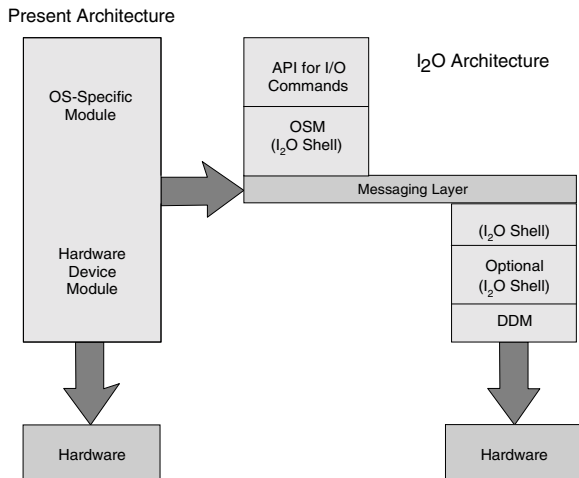 Present Architecture
I₂O Architecture
OS-Specific
Module
Hardware
Device
Module
Hardware
API for I/O
Commands
OSM
(I₂O Shell)
Messaging Layer
(I₂O Shell)
Optional
(I₂O Shell)
DDM
Hardware